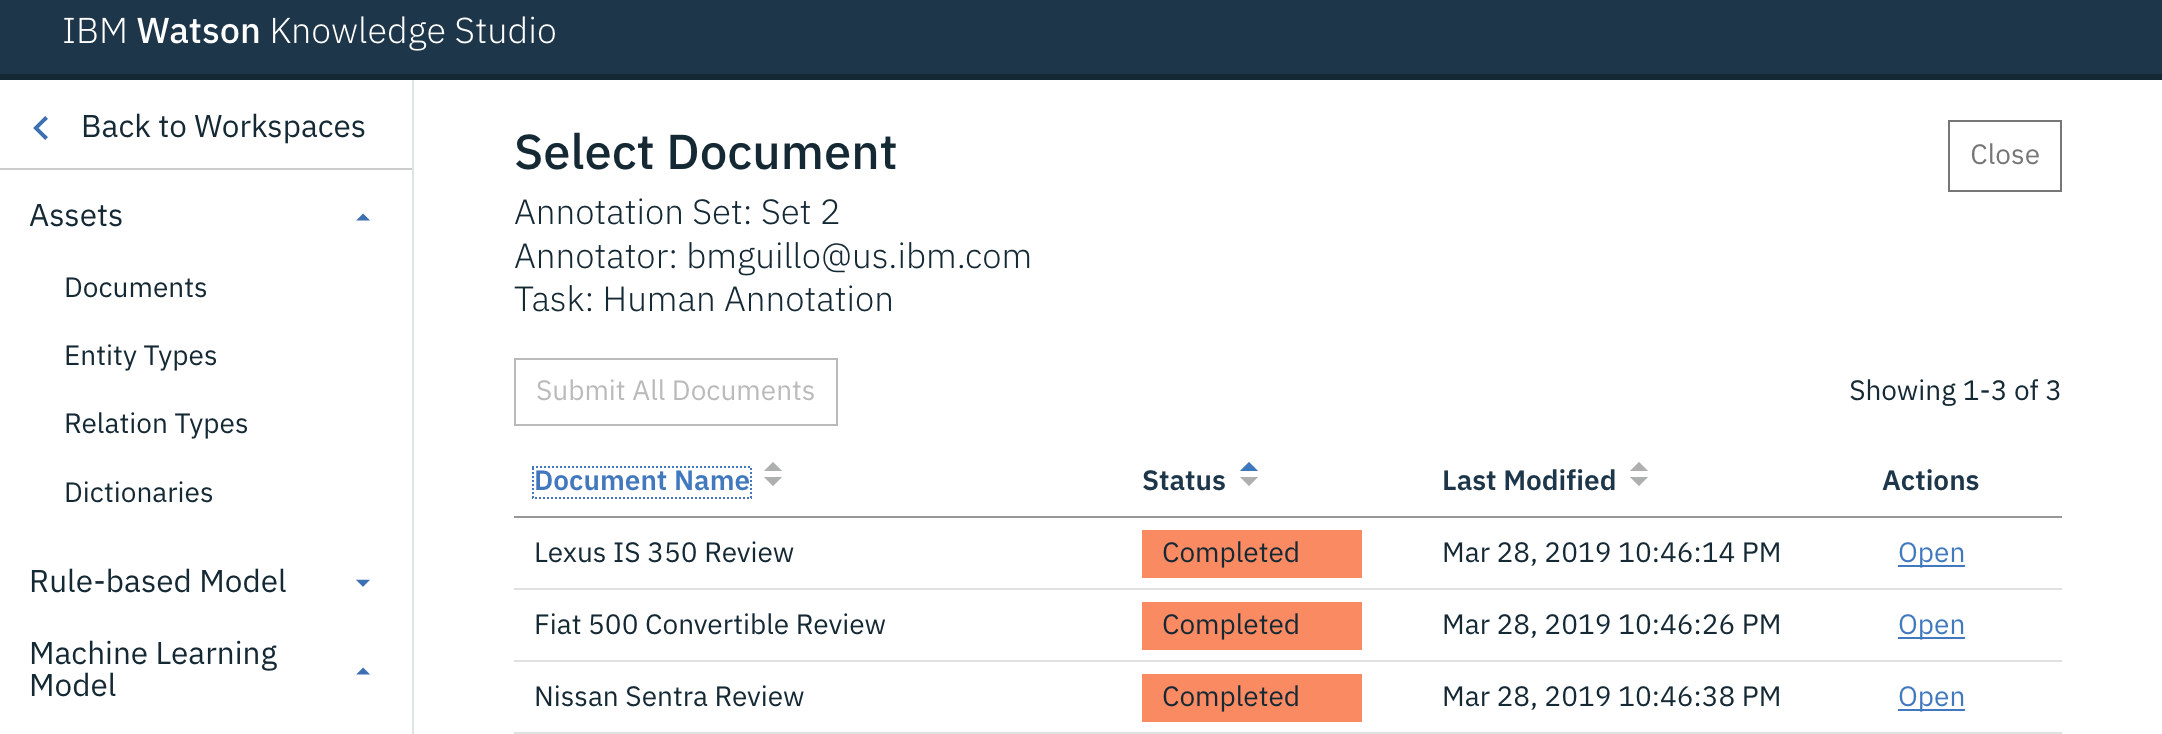 IBM Watson Knowledge Studio
Back to Workspaces
Assets
Documents
Entity Types
Relation Types
Dictionaries
Rule-based Model
Machine Learning
Model
Select Document
Close
Annotation Set: Set 2
Annotator: bmguillo@us.ibm.com
Task: Human Annotation
Submit All Documents
Showing 1-3 of 3
Document Name Status Last Modified Actions
Lexus IS 350 Review Completed Mar 28, 2019 10:46:14 PM Open
Fiat 500 Convertible Review Completed Mar 28, 2019 10:46:26 PM Open
Nissan Sentra Review Completed Mar 28, 2019 10:46:38 PM Open